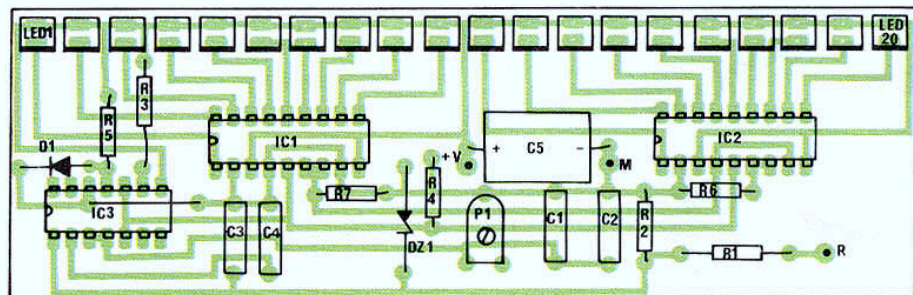 LED1
LED 20
R3
R5
D1
IC1
IC2
IC3
C5
+
−
+V
M
R4
R7
R6
C3
C4
DZ1
P1
C1
C2
R2
R1
R